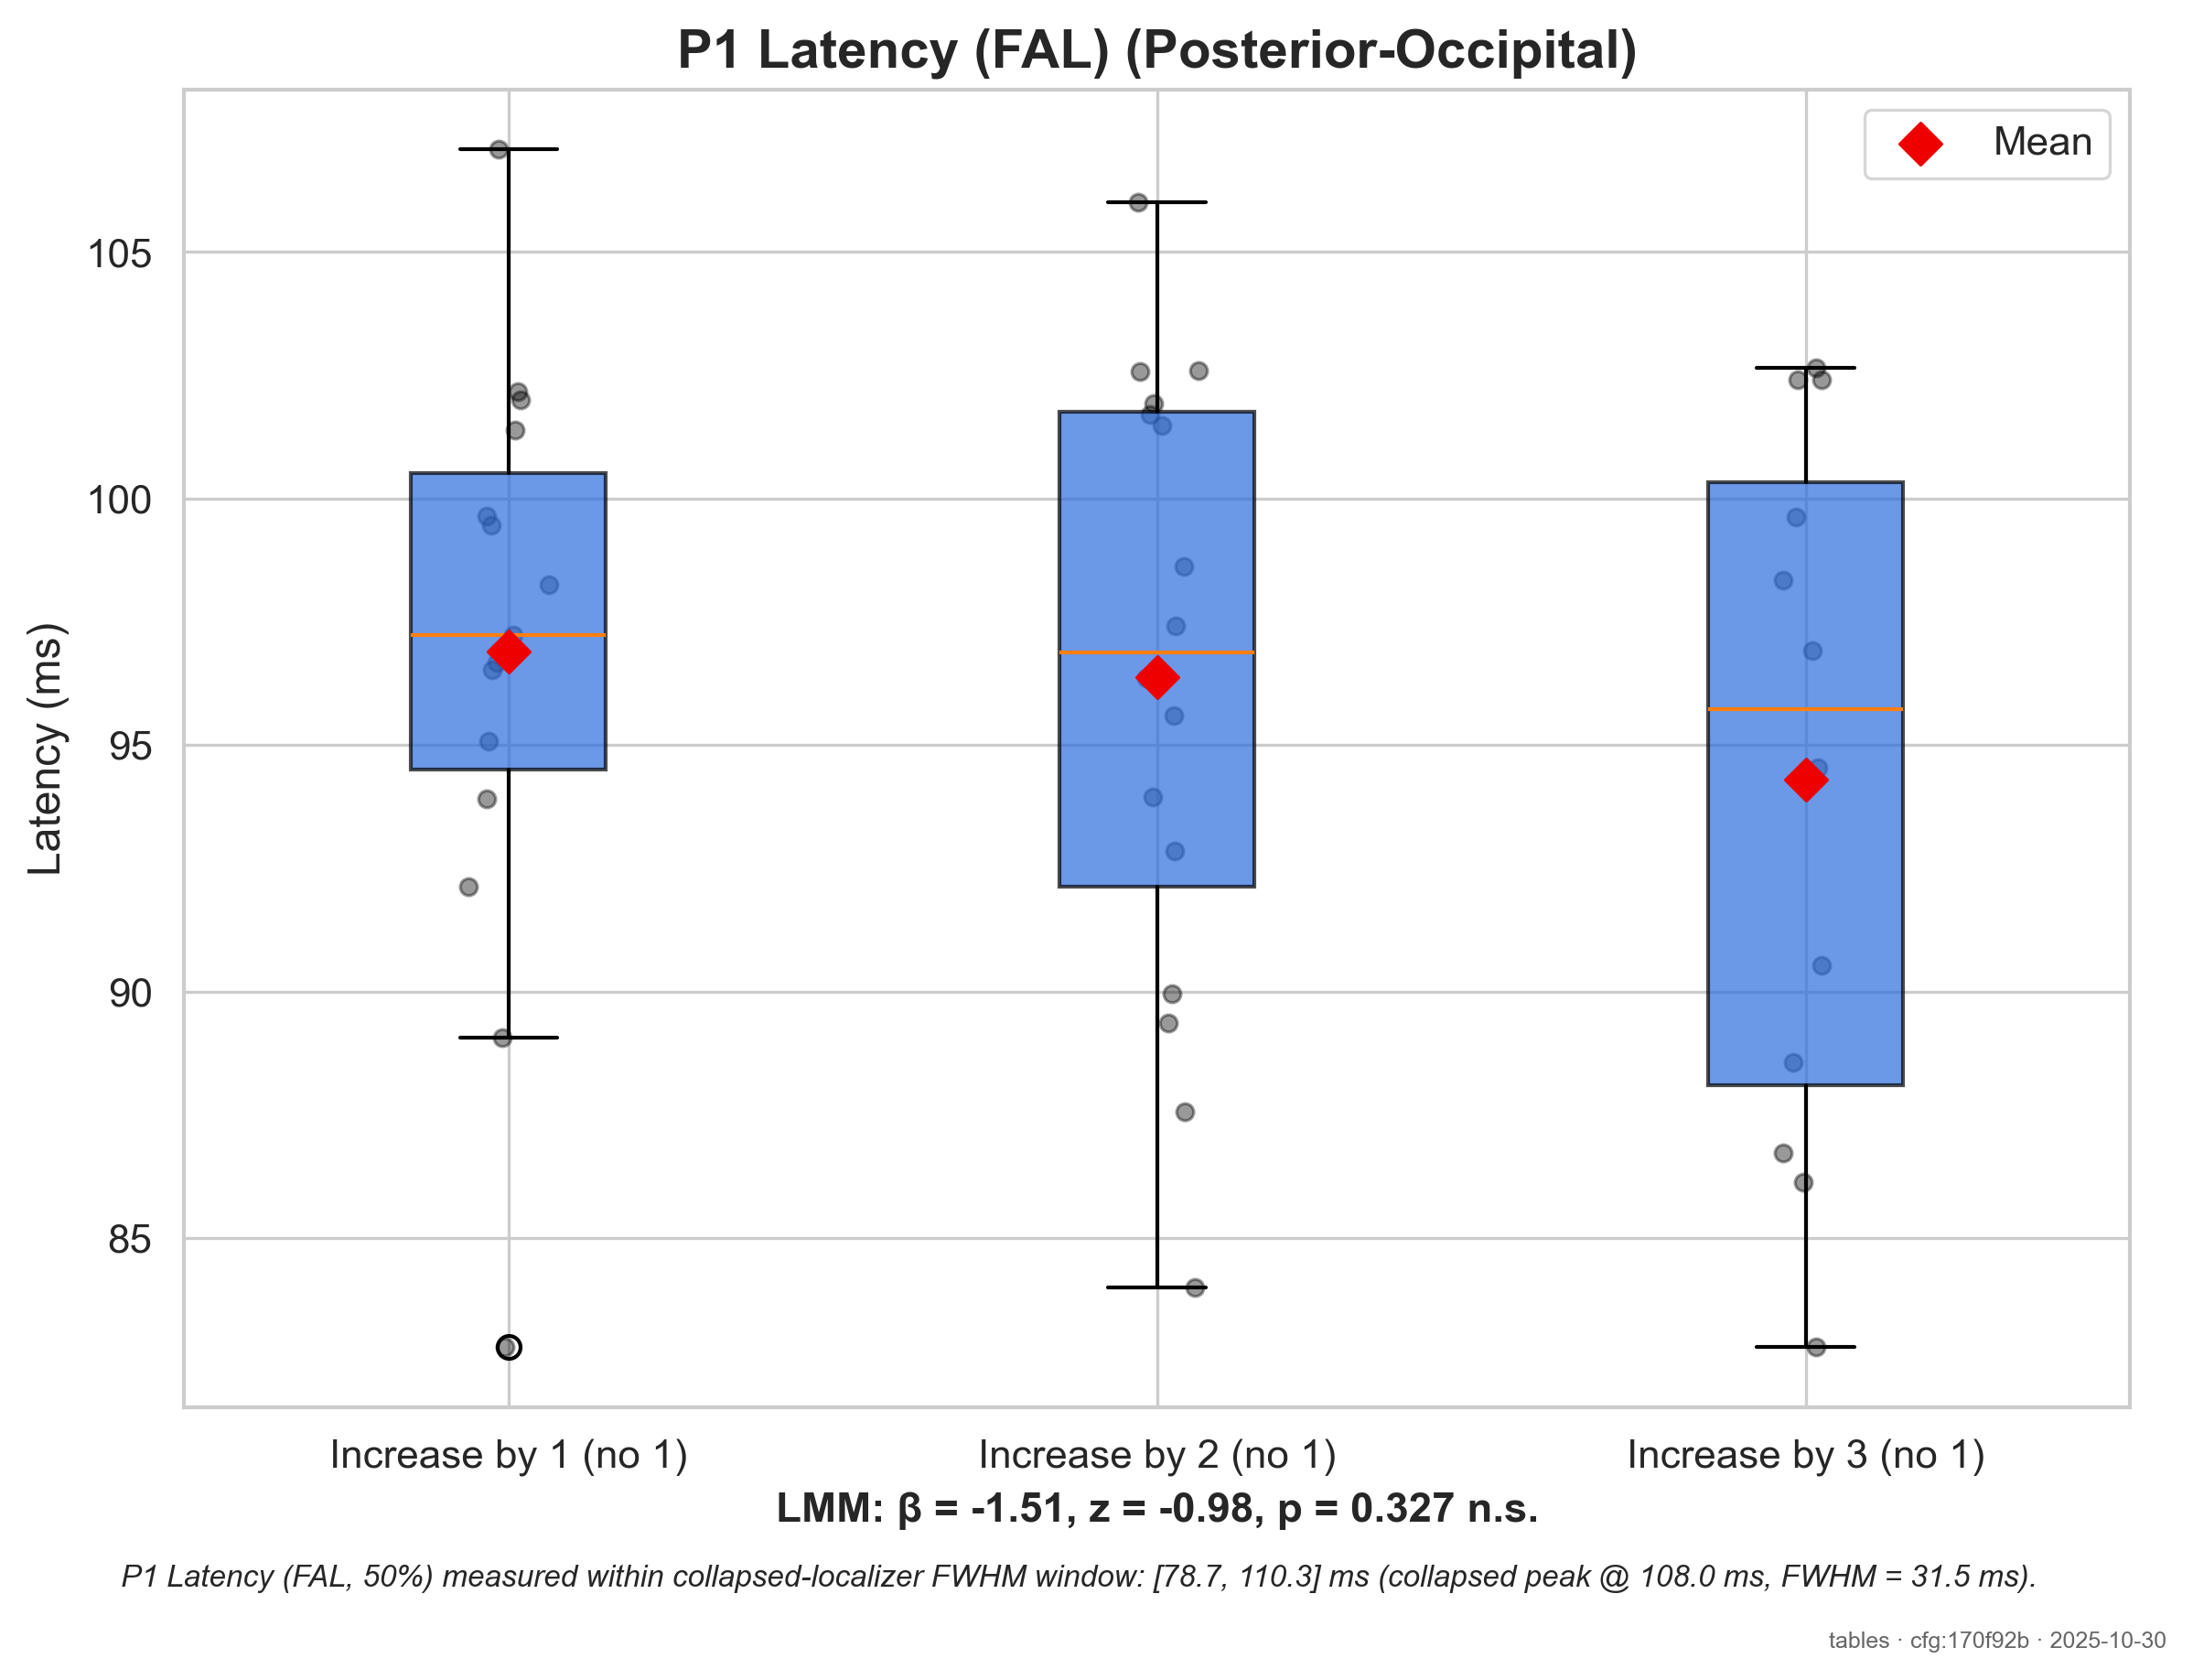 P1 Latency (FAL) (Posterior-Occipital)
Mean
Latency (ms)
105
100
95
90
85
Increase by 1 (no 1)
Increase by 2 (no 1)
Increase by 3 (no 1)
LMM: β = -1.51, z = -0.98, p = 0.327 n.s.
P1 Latency (FAL, 50%) measured within collapsed-localizer FWHM window: [78.7, 110.3] ms (collapsed peak @ 108.0 ms, FWHM = 31.5 ms).
tables · cfg:170f92b · 2025-10-30